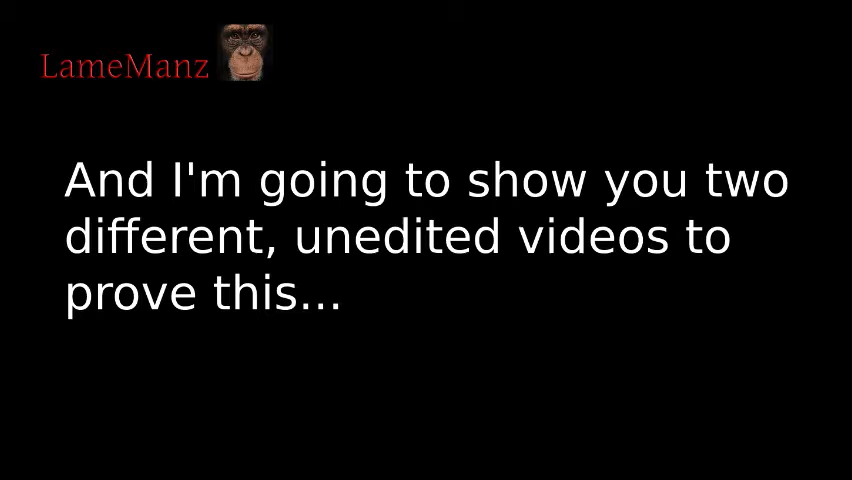 LameManz
And I'm going to show you two
different, unedited videos to
prove this...